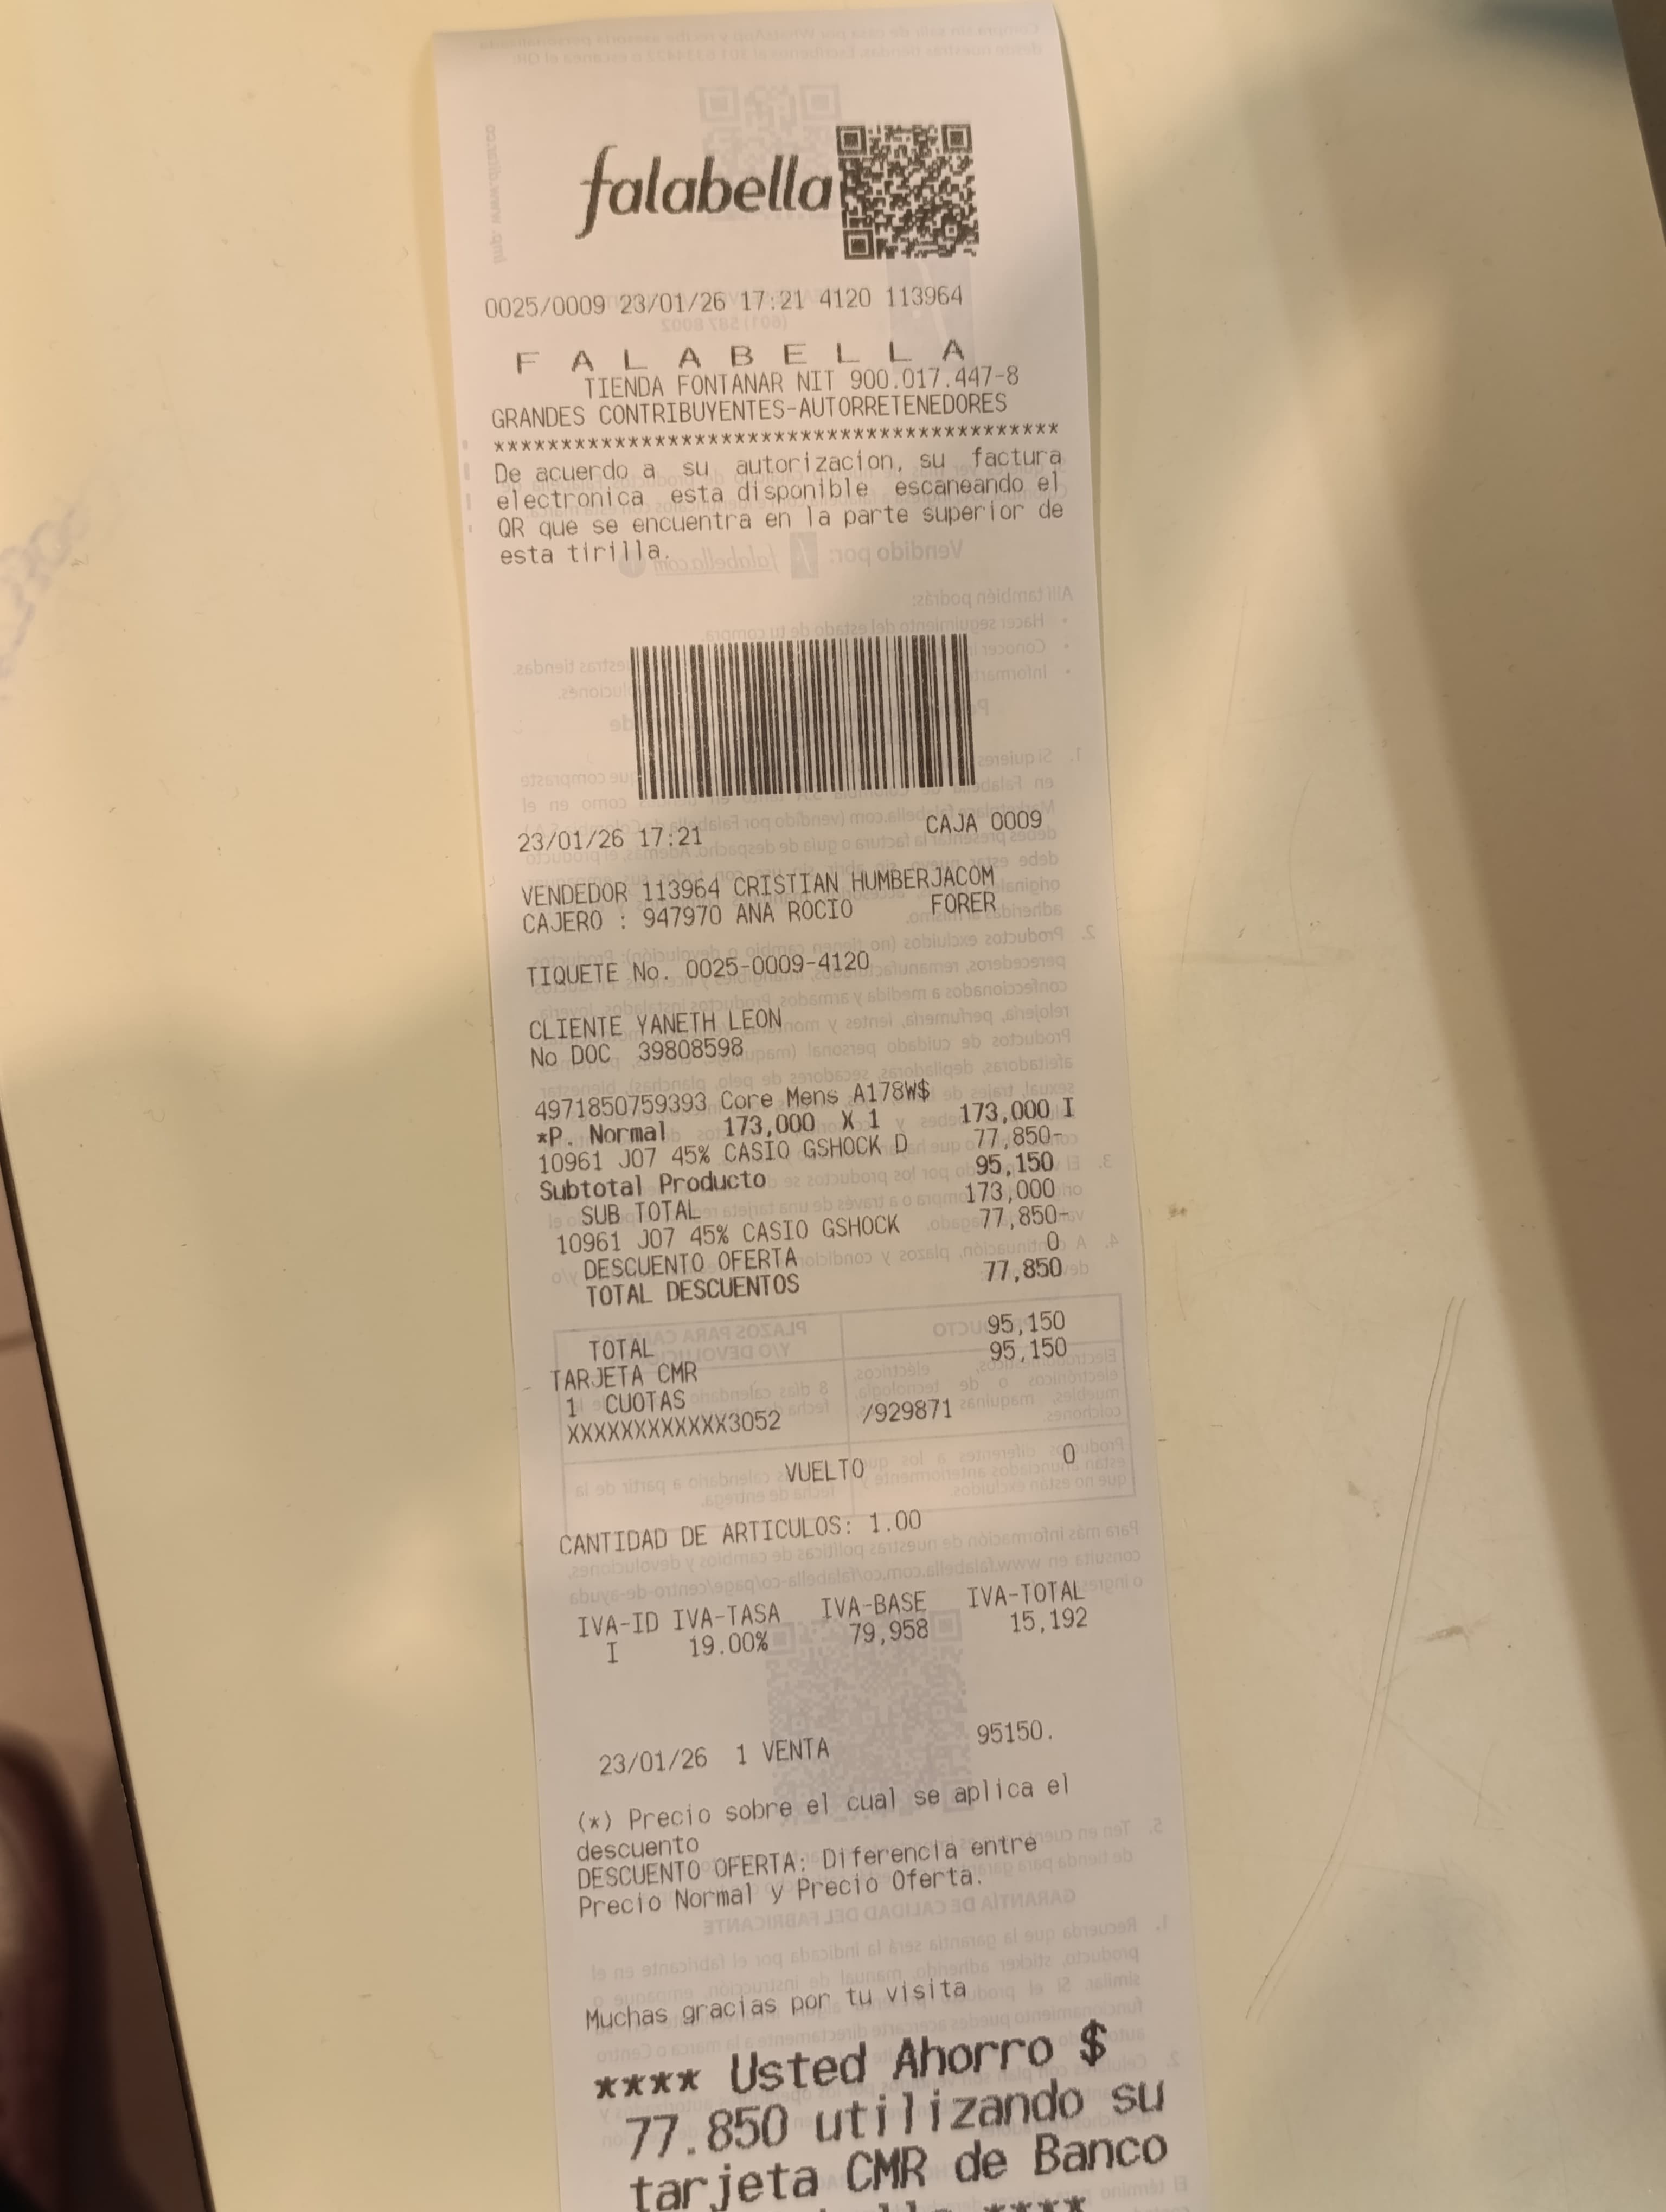 falabella
0025/0009 23/01/26 17:21 4120 113964
F A L A B E L L A
TIENDA FONTANAR NIT 900.017.447-8
GRANDES CONTRIBUYENTES-AUTORRETENEDORES
*******************************************
De acuerdo a su autorizacion, su factura
electronica esta disponible escaneando el
QR que se encuentra en la parte superior de
esta tirilla.
23/01/26 17:21 CAJA 0009
VENDEDOR 113964 CRISTIAN HUMBERJACOM
CAJERO : 947970 ANA ROCIO FORER
TIQUETE No. 0025-0009-4120
CLIENTE YANETH LEON
No DOC 39808598
4971850759393 Core Mens A178W$
*P. Normal 173,000 X 1 173,000 I
10961 J07 45% CASIO GSHOCK D 77,850-
Subtotal Producto 95,150
SUB TOTAL 173,000
10961 J07 45% CASIO GSHOCK 77,850-
DESCUENTO OFERTA 0
TOTAL DESCUENTOS 77,850
TOTAL 95,150
TARJETA CMR 95,150
1 CUOTAS
XXXXXXXXXXXX3052 /929871
VUELTO 0
CANTIDAD DE ARTICULOS: 1.00
IVA-ID IVA-TASA IVA-BASE IVA-TOTAL
I 19.00% 79,958 15,192
23/01/26 1 VENTA 95150.
(*) Precio sobre el cual se aplica el
descuento
DESCUENTO OFERTA: Diferencia entre
Precio Normal y Precio Oferta.
Muchas gracias por tu visita
**** Usted Ahorro $
77.850 utilizando su
tarjeta CMR de Banco